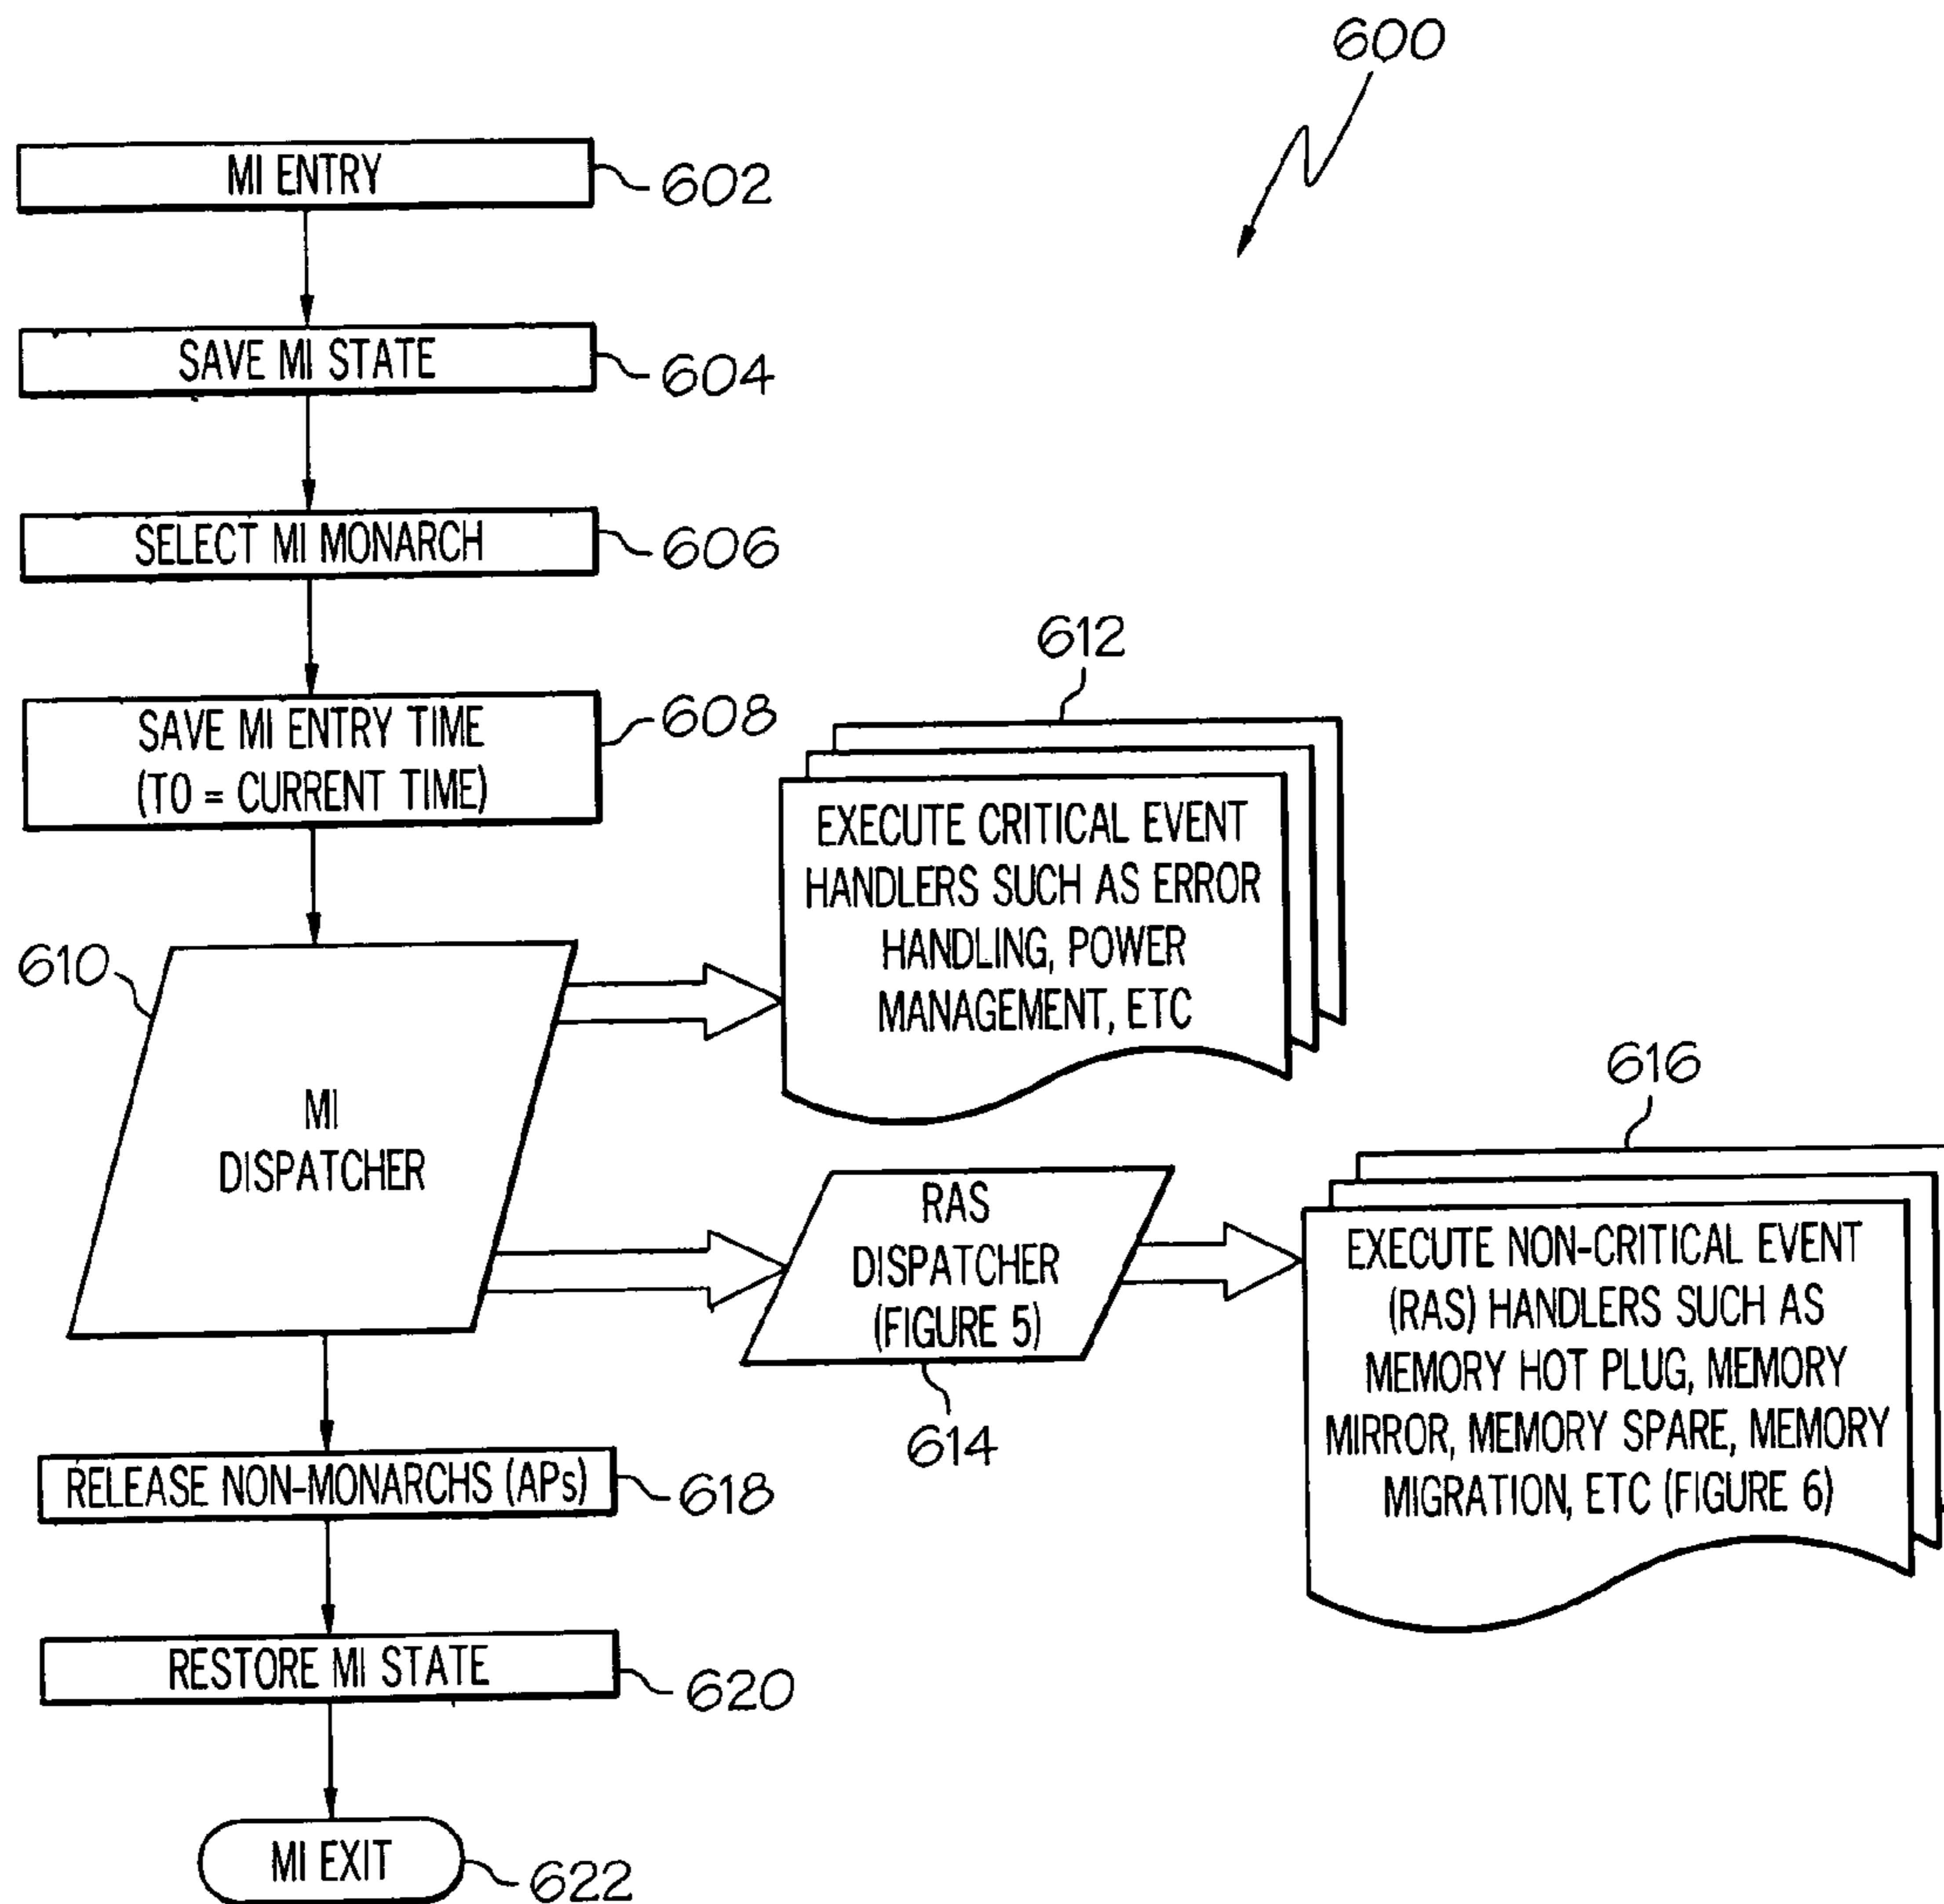 600
MI ENTRY
602
SAVE MI STATE
604
SELECT MI MONARCH
606
SAVE MI ENTRY TIME
(T0 = CURRENT TIME)
608
612
EXECUTE CRITICAL EVENT
HANDLERS SUCH AS ERROR
HANDLING, POWER
MANAGEMENT, ETC
610
MI
DISPATCHER
RAS
DISPATCHER
(FIGURE 5)
614
616
EXECUTE NON-CRITICAL EVENT
(RAS) HANDLERS SUCH AS
MEMORY HOT PLUG, MEMORY
MIRROR, MEMORY SPARE, MEMORY
MIGRATION, ETC (FIGURE 6)
RELEASE NON-MONARCHS (APs)
618
RESTORE MI STATE
620
MI EXIT
622